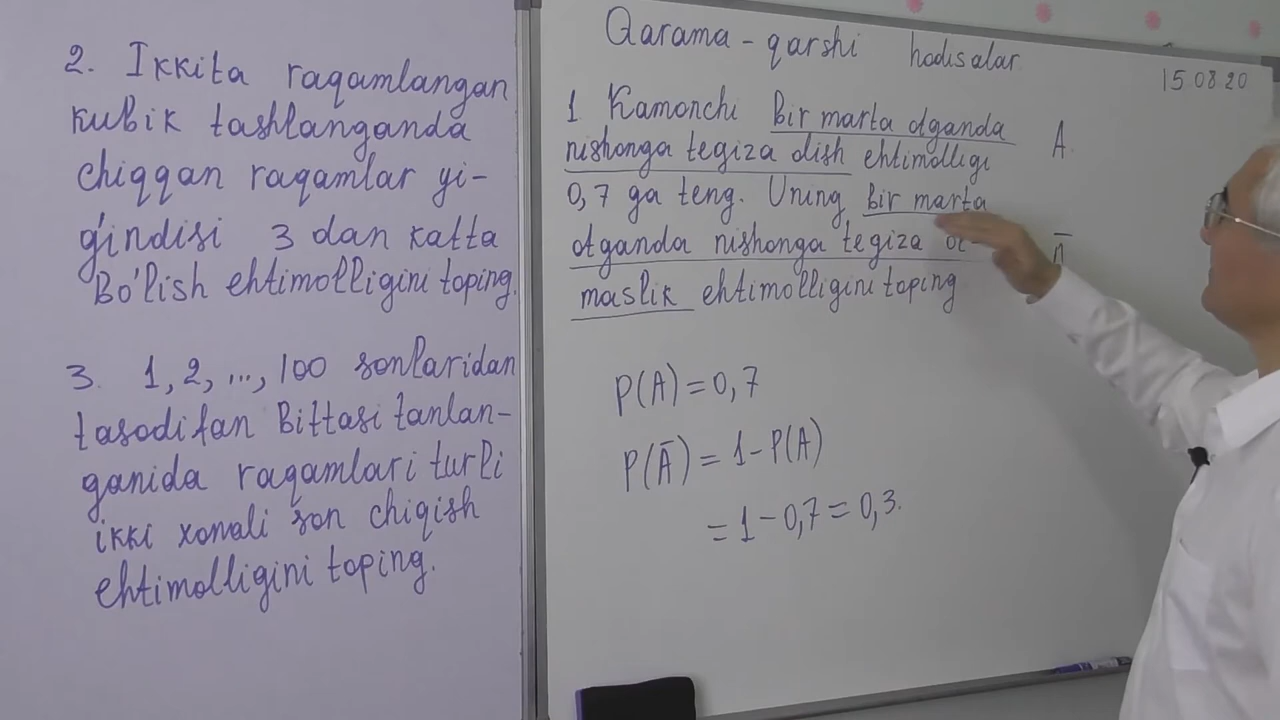 2. Ikkita raqamlangan
kubik tashlanganda
chiqqan raqamlar yi-
g'indisi 3 dan katta
Bo'lish ehtimolligini toping.
3. 1, 2, ..., 100 sonlaridan
tasodifan Bittasi tanlan-
ganida raqamlari turli
ikki xonali son chiqish
ehtimolligini toping.
Qarama-qarshi hodisalar
15.08.20
1 Kamonchi Bir marta otganda
nishonga tegiza olish ehtimolligi
0,7 ga teng. Uning bir marta
otganda nishonga tegiza ol-
maslik ehtimolligini toping
A
P(A) = 0,7
P(Ā) = 1 - P(A)
= 1 - 0,7 = 0,3.